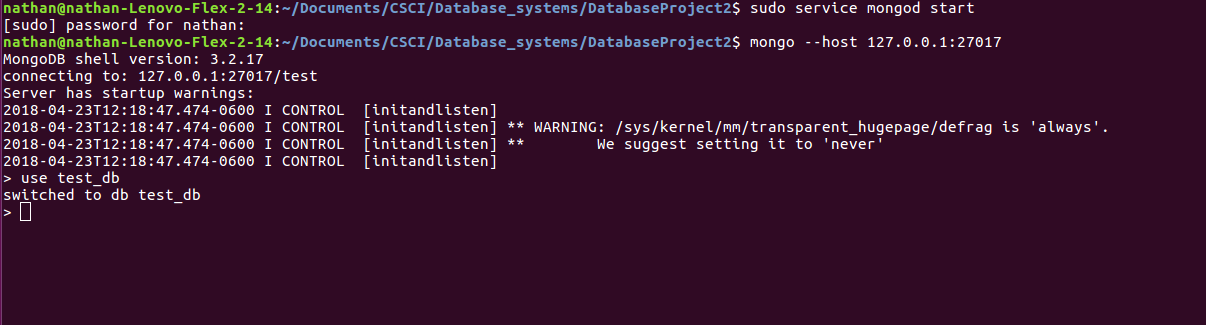 nathan@nathan-Lenovo-Flex-2-14:~/Documents/CSCI/Database_systems/DatabaseProject2$ sudo service mongod start
[sudo] password for nathan:
nathan@nathan-Lenovo-Flex-2-14:~/Documents/CSCI/Database_systems/DatabaseProject2$ mongo --host 127.0.0.1:27017
MongoDB shell version: 3.2.17
connecting to: 127.0.0.1:27017/test
Server has startup warnings:
2018-04-23T12:18:47.474-0600 I CONTROL  [initandlisten]
2018-04-23T12:18:47.474-0600 I CONTROL  [initandlisten] ** WARNING: /sys/kernel/mm/transparent_hugepage/defrag is 'always'.
2018-04-23T12:18:47.474-0600 I CONTROL  [initandlisten] **        We suggest setting it to 'never'
2018-04-23T12:18:47.474-0600 I CONTROL  [initandlisten]
> use test_db
switched to db test_db
>